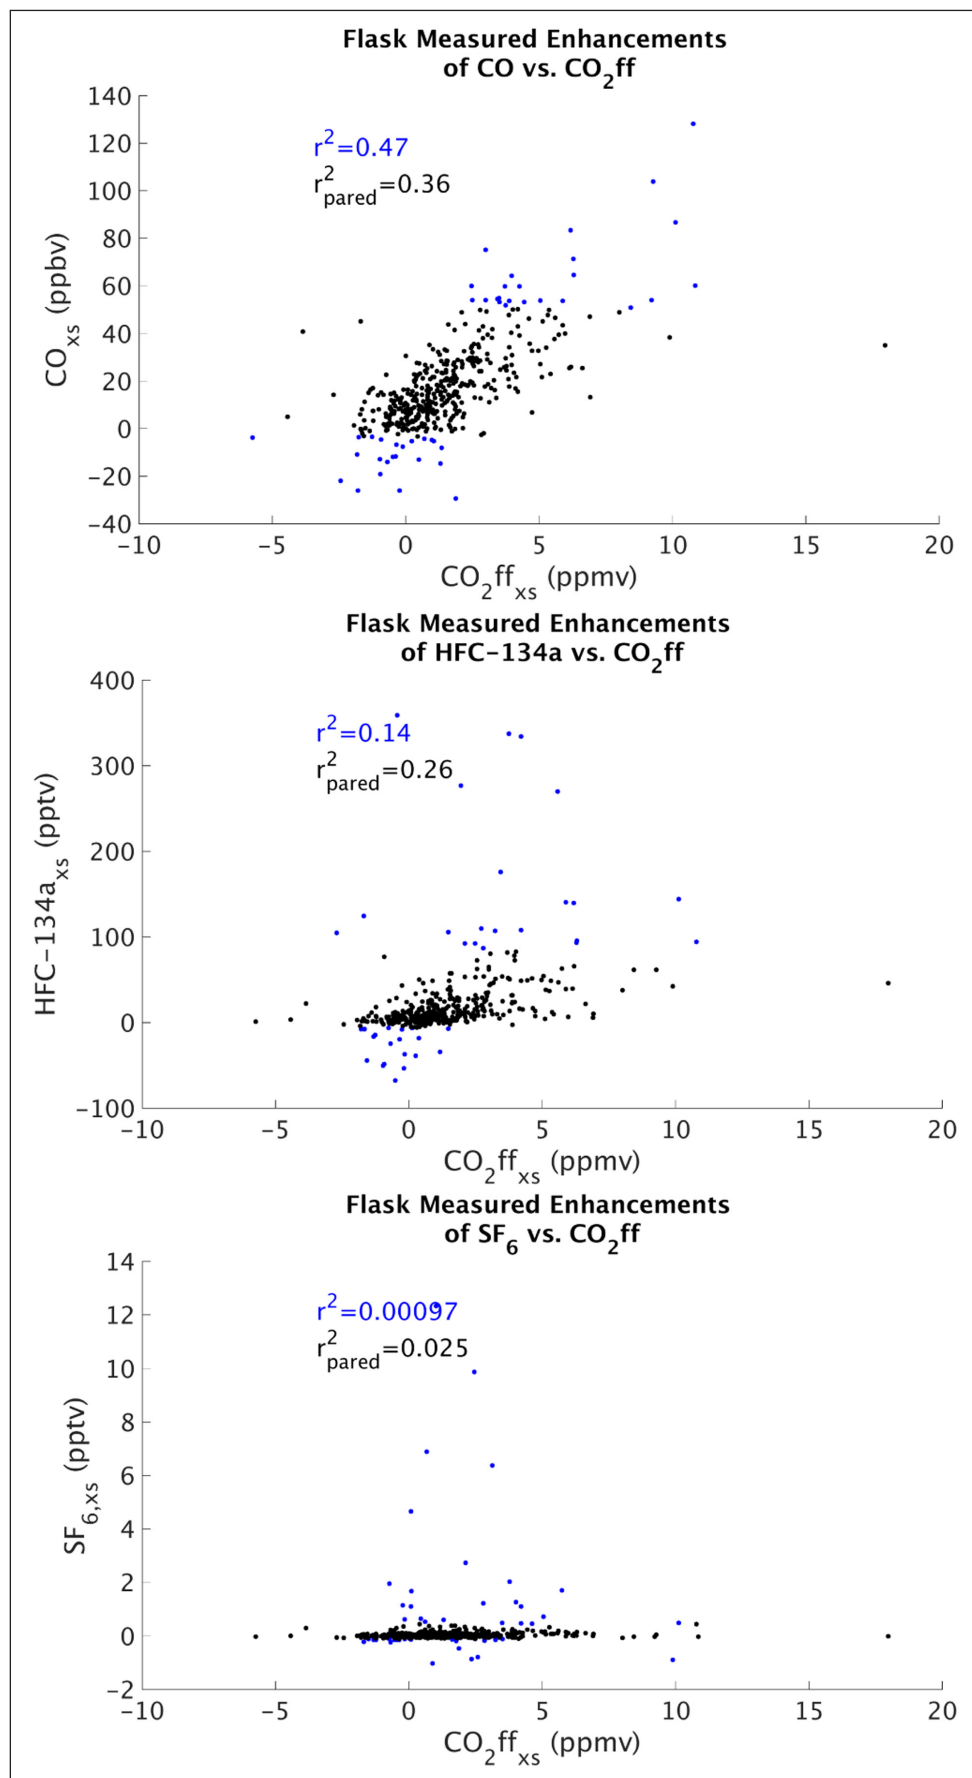 Flask Measured Enhancements
of CO vs. CO₂ff
140
120
100
80
60
40
20
0
−20
−40
r²=0.47
r²pared=0.36
COxs (ppbv)
−10 −5 0 5 10 15 20
CO₂ffxs (ppmv)
Flask Measured Enhancements
of HFC−134a vs. CO₂ff
400
300
200
100
0
−100
r²=0.14
r²pared=0.26
HFC−134axs (pptv)
−10 −5 0 5 10 15 20
CO₂ffxs (ppmv)
Flask Measured Enhancements
of SF₆ vs. CO₂ff
14
12
10
8
6
4
2
0
−2
r²=0.00097
r²pared=0.025
SF₆,xs (pptv)
−10 −5 0 5 10 15 20
CO₂ffxs (ppmv)